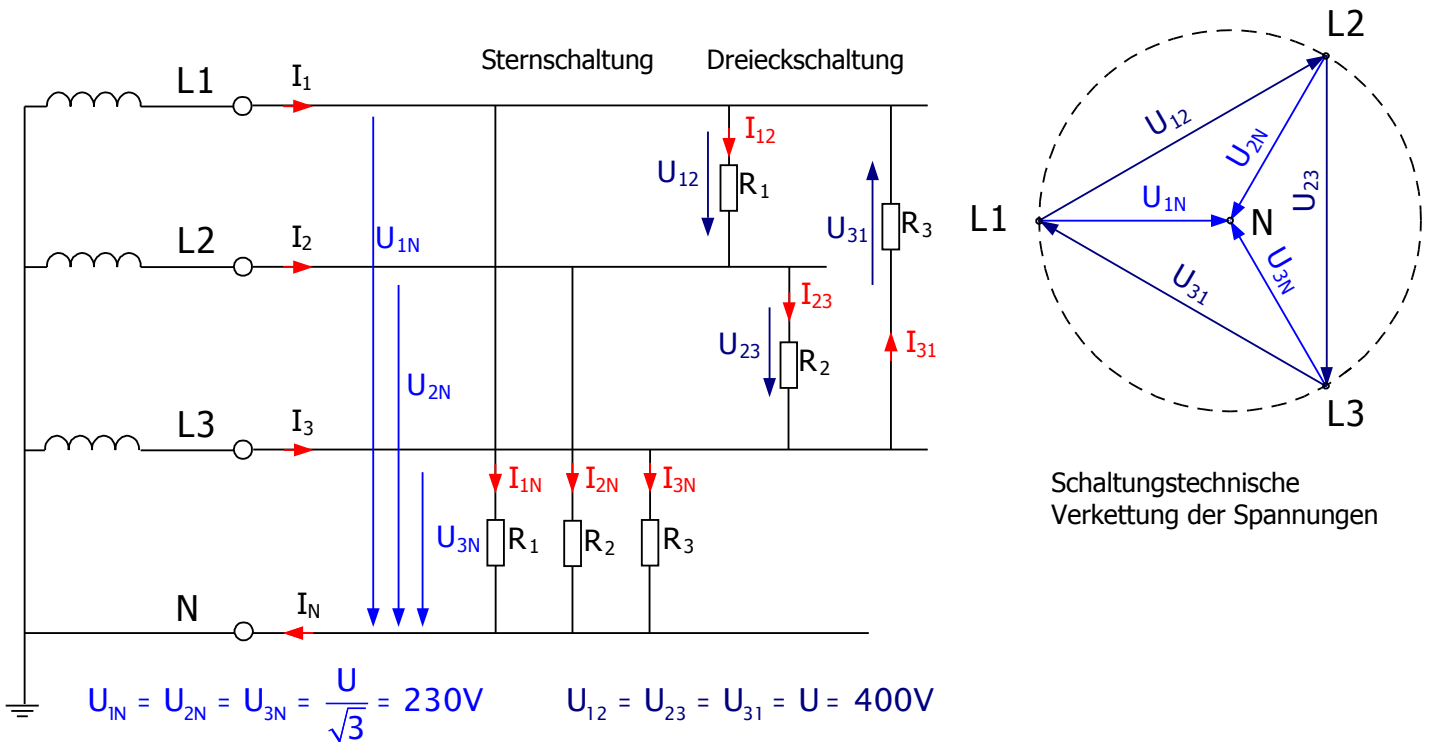 Sternschaltung
Dreieckschaltung
L1
I₁
L2
I₂
L3
I₃
N
I_N
U₁N
U₂N
U₃N
I₁N
I₂N
I₃N
R₁
R₂
R₃
I₁₂
U₁₂
R₁
I₂₃
U₂₃
R₂
U₃₁
R₃
I₃₁
U₁N = U₂N = U₃N = U/√3 = 230V
U₁₂ = U₂₃ = U₃₁ = U = 400V
L2
U₁₂
U₂N
U₂₃
L1
U₁N
N
U₃N
U₃₁
L3
Schaltungstechnische
Verkettung der Spannungen